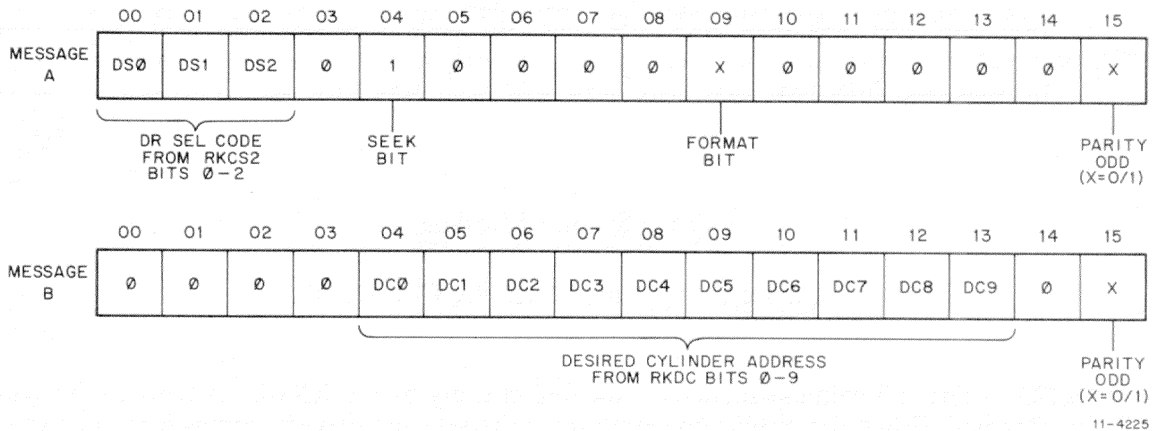 00 01 02 03 04 05 06 07 08 09 10 11 12 13 14 15
MESSAGE
A
DSØ DS1 DS2 Ø 1 Ø Ø Ø Ø X Ø Ø Ø Ø Ø X
DR SEL CODE
FROM RKCS2
BITS Ø-2
SEEK
BIT
FORMAT
BIT
PARITY
ODD
(X=0/1)
00 01 02 03 04 05 06 07 08 09 10 11 12 13 14 15
MESSAGE
B
Ø Ø Ø Ø DCØ DC1 DC2 DC3 DC4 DC5 DC6 DC7 DC8 DC9 Ø X
DESIRED CYLINDER ADDRESS
FROM RKDC BITS Ø-9
PARITY
ODD
(X=0/1)
11-4225